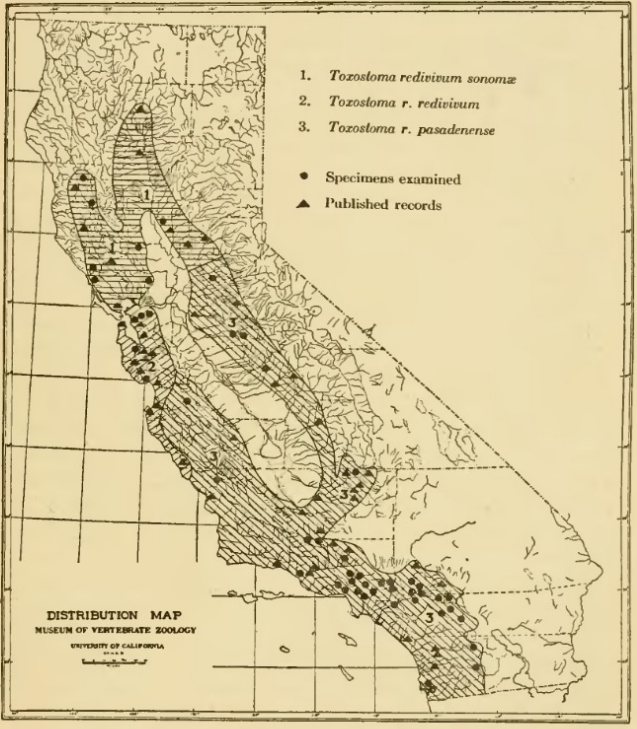 1. Toxostoma redivivum sonomæ
2. Toxostoma r. redivivum
3. Toxostoma r. pasadenense
● Specimens examined
▲ Published records
1
1
3
2
3
3
3
2
DISTRIBUTION MAP
MUSEUM OF VERTEBRATE ZOOLOGY
UNIVERSITY OF CALIFORNIA